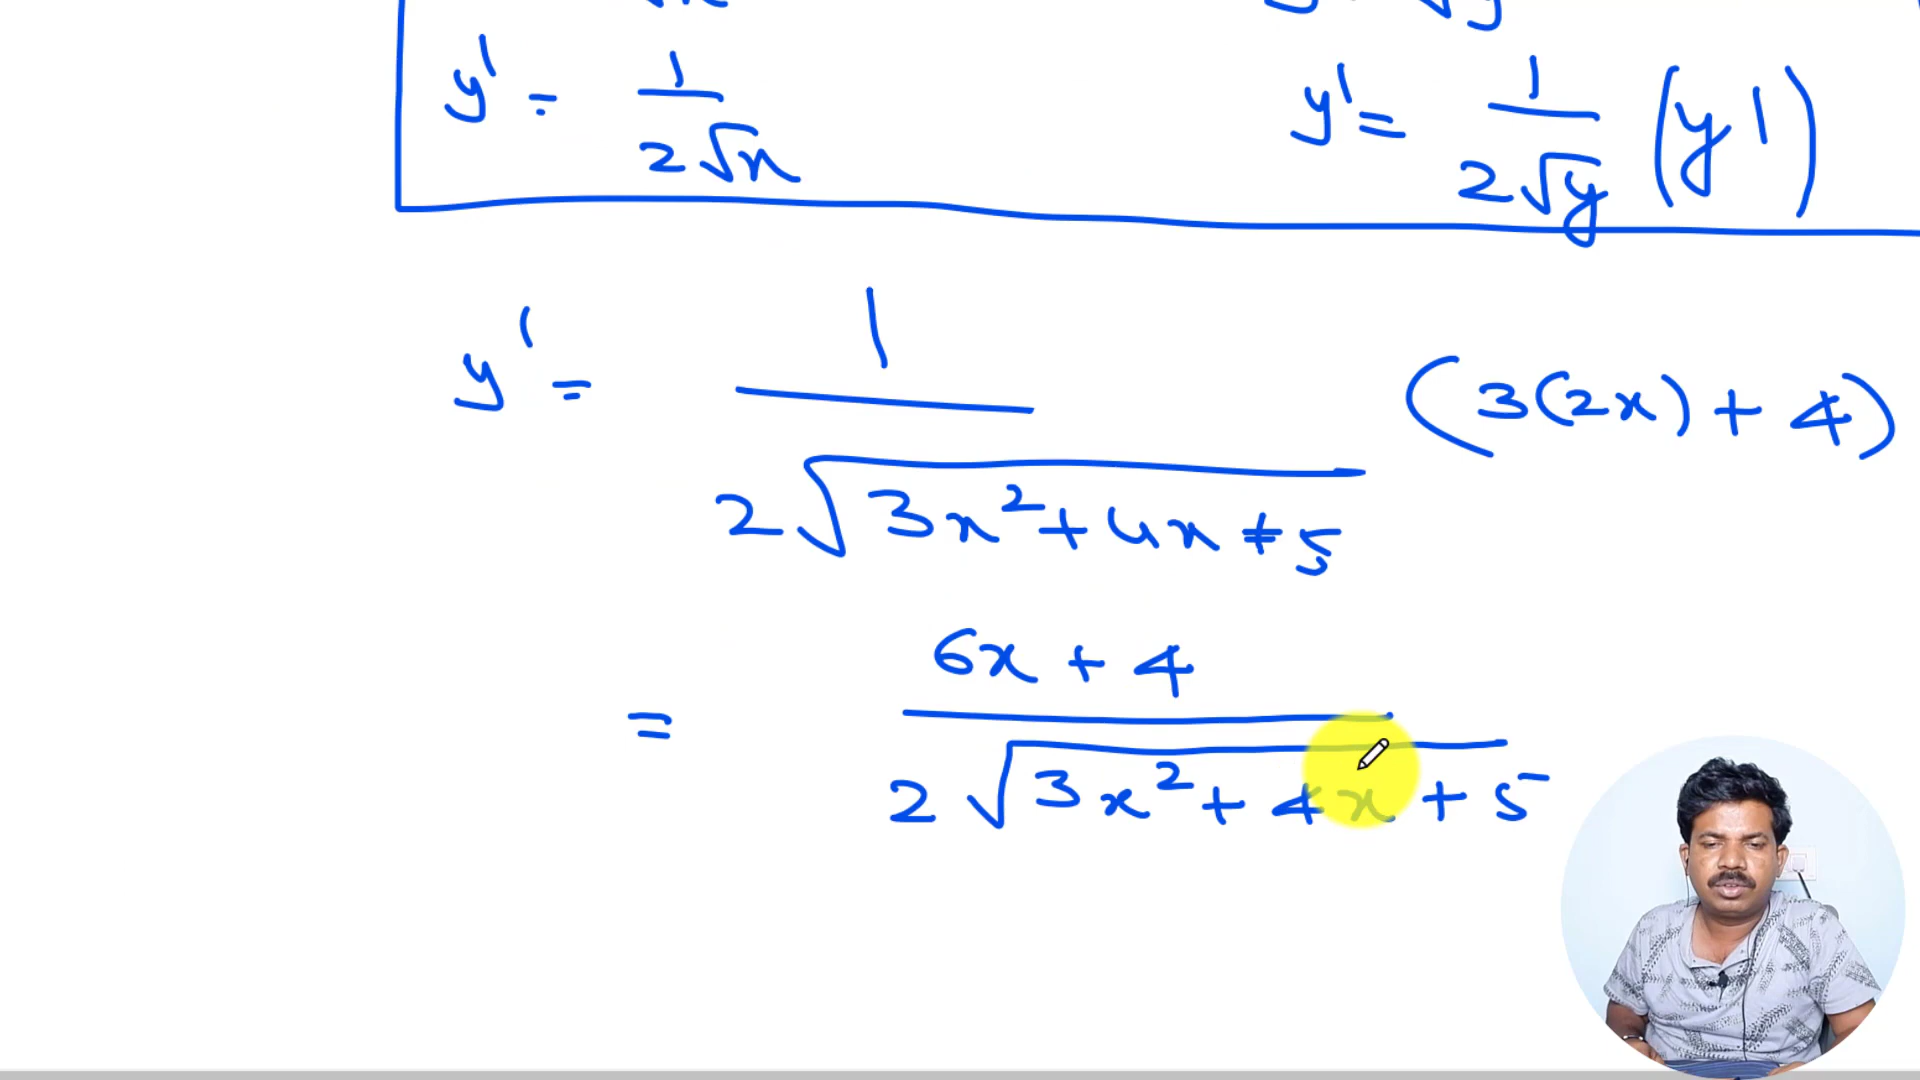 y' = 1 / 2√x
y' = 1 / 2√y (y')
y' = 1 / 2√3x² + 4x + 5 (3(2x) + 4)
= 6x + 4 / 2√3x² + 4x + 5